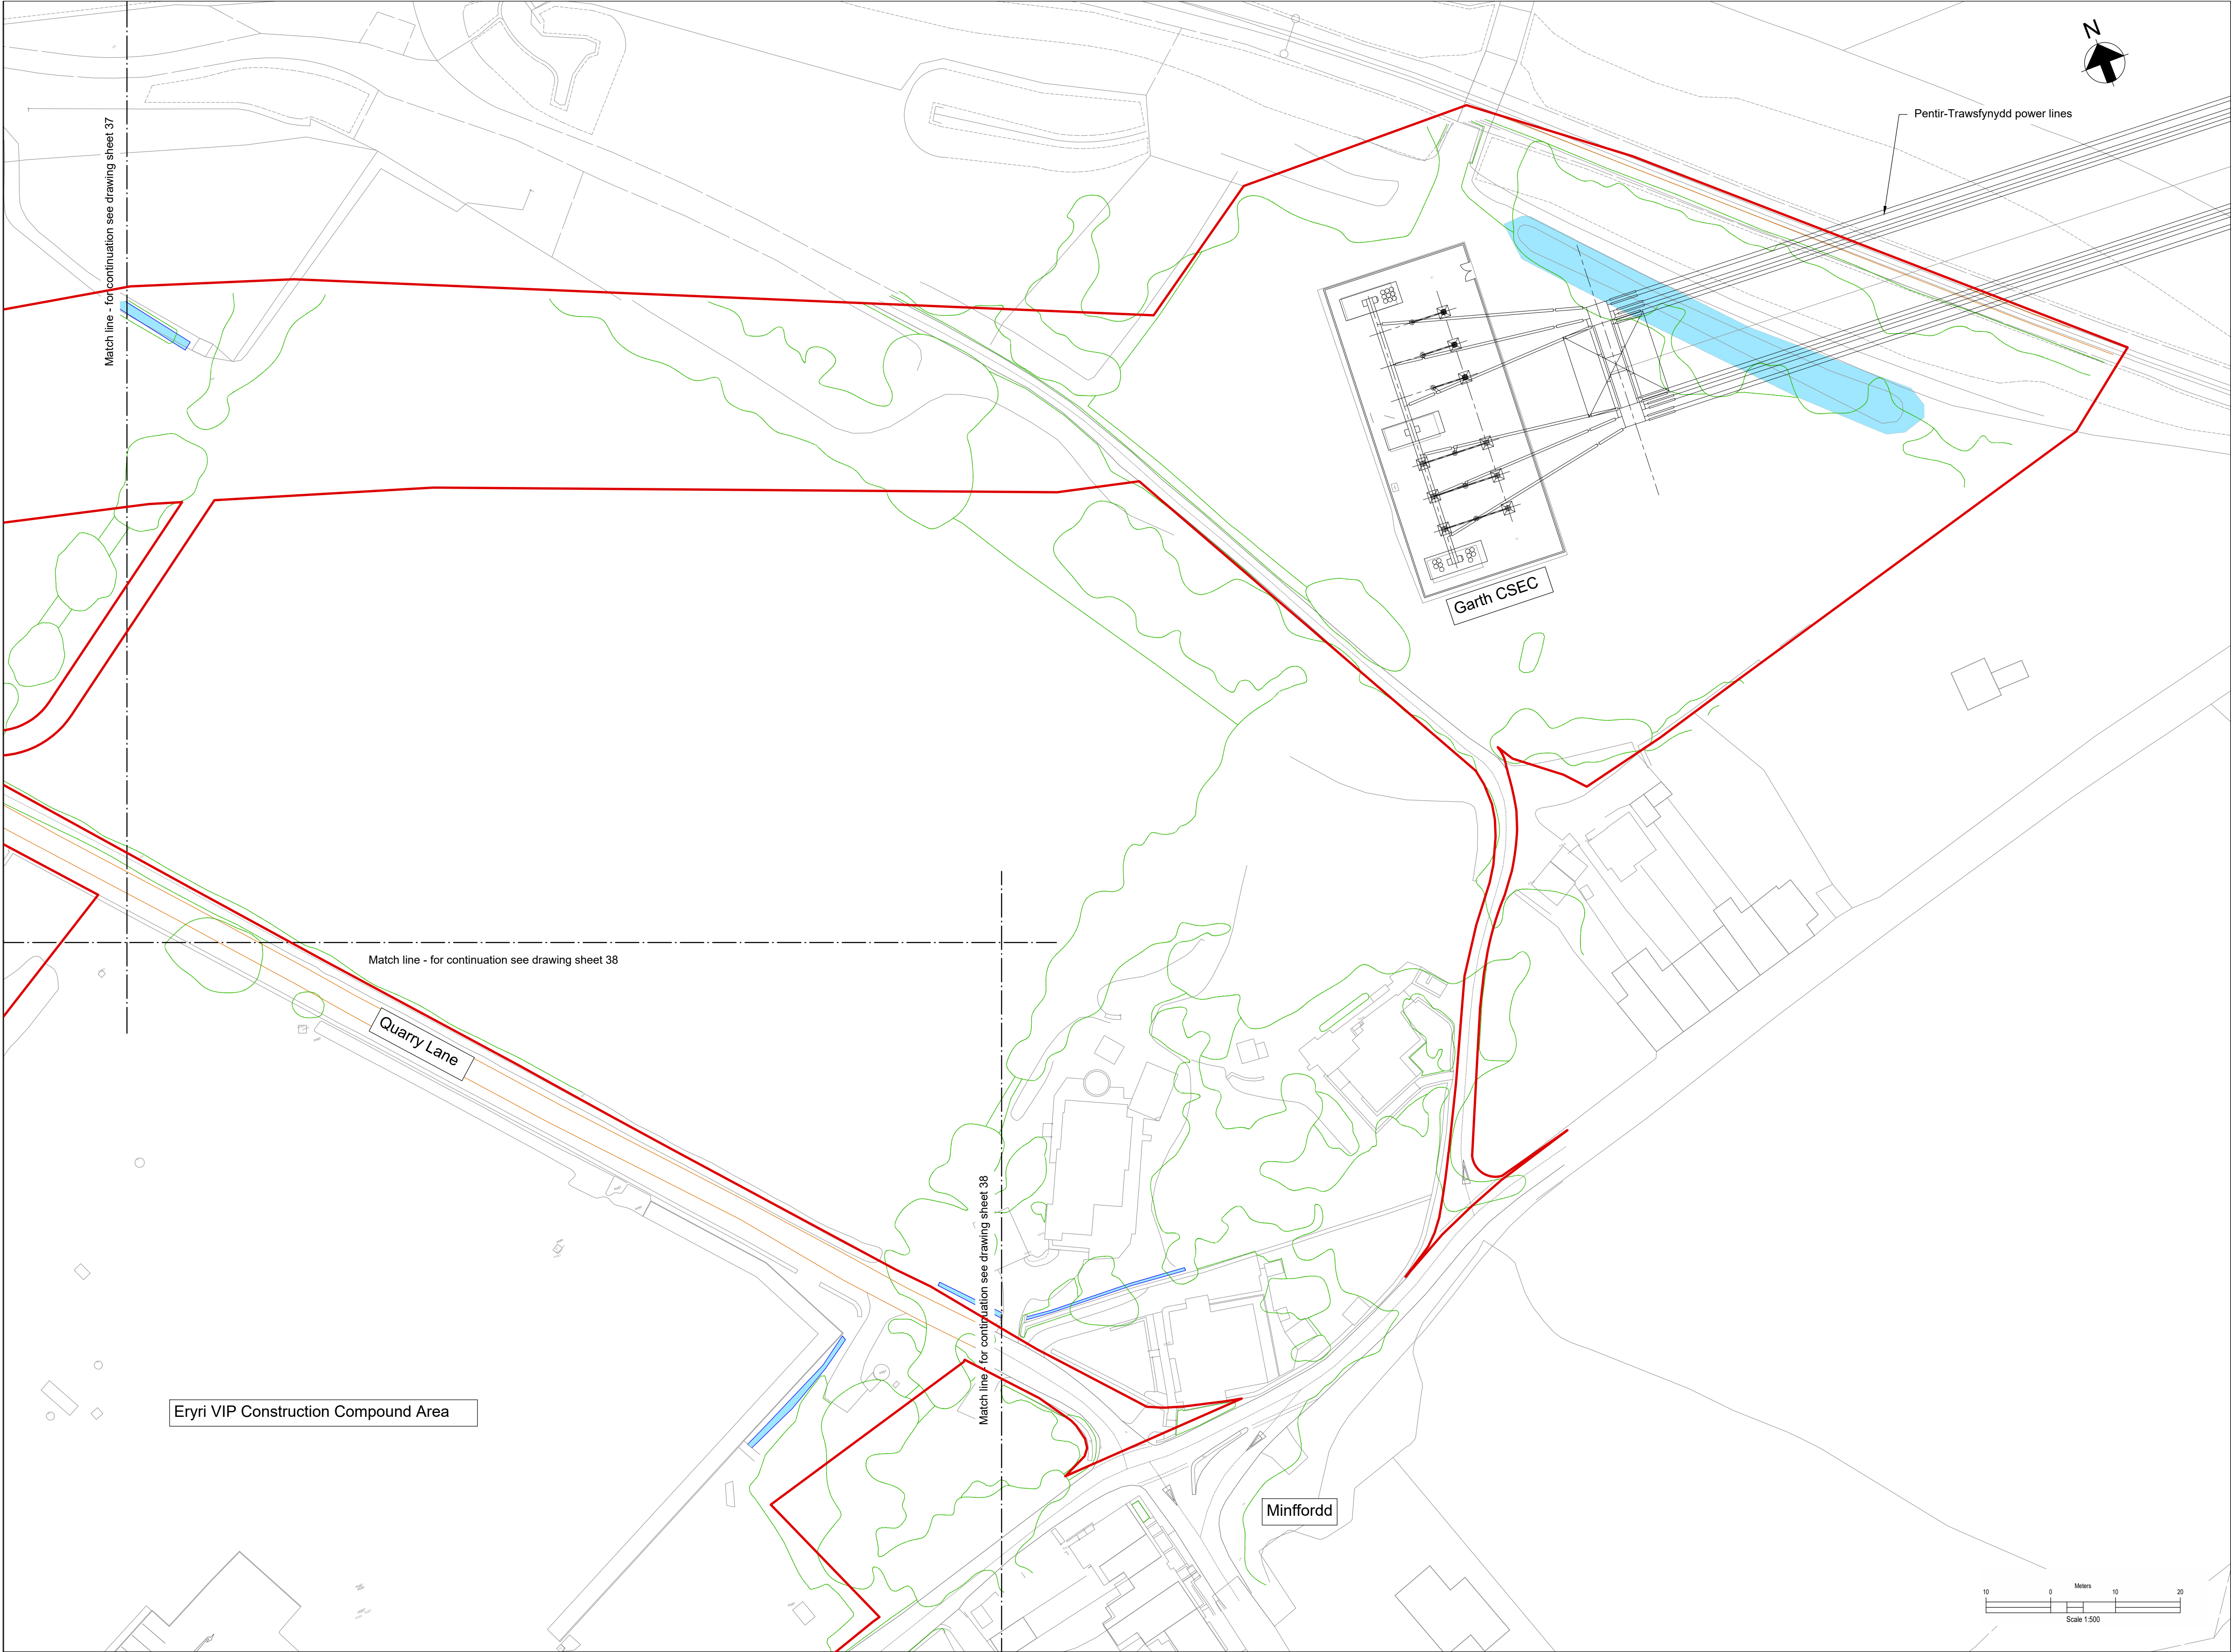 N
Pentir-Trawsfynydd power lines
Match line - for continuation see drawing sheet 37
Garth CSEC
Match line - for continuation see drawing sheet 38
Quarry Lane
Match line - for continuation see drawing sheet 38
Eryri VIP Construction Compound Area
Minffordd
Meters
10 0 10 20
Scale 1:500